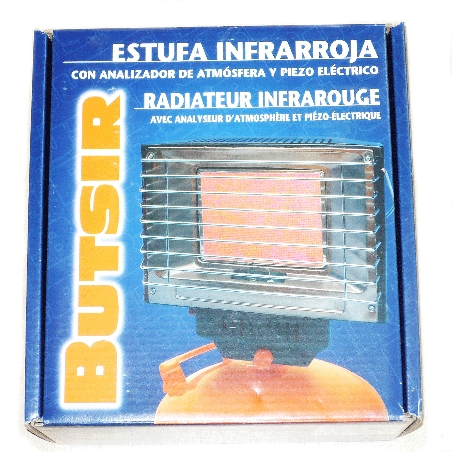 ESTUFA INFRARROJA
CON ANALIZADOR DE ATMÓSFERA Y PIEZO ELÉCTRICO
RADIATEUR INFRAROUGE
AVEC ANALYSEUR D'ATMOSPHÈRE ET PIÉZO-ÉLECTRIQUE
BUTSIR